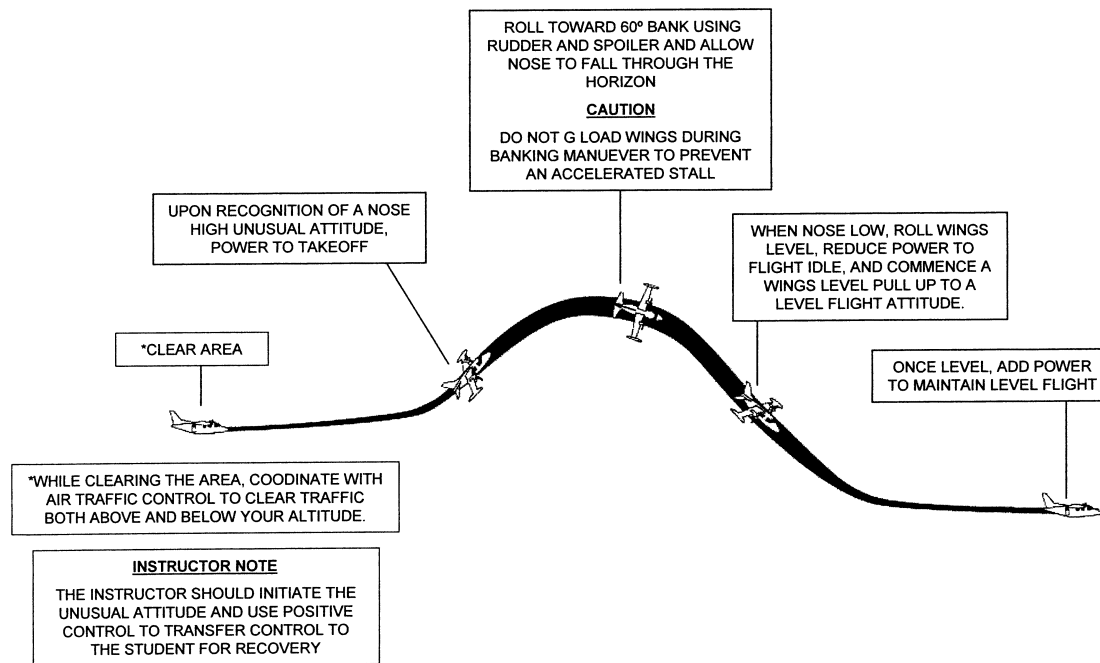 ROLL TOWARD 60º BANK USING
RUDDER AND SPOILER AND ALLOW
NOSE TO FALL THROUGH THE
HORIZON
CAUTION
DO NOT G LOAD WINGS DURING
BANKING MANUEVER TO PREVENT
AN ACCELERATED STALL
UPON RECOGNITION OF A NOSE
HIGH UNUSUAL ATTITUDE,
POWER TO TAKEOFF
WHEN NOSE LOW, ROLL WINGS
LEVEL, REDUCE POWER TO
FLIGHT IDLE, AND COMMENCE A
WINGS LEVEL PULL UP TO A
LEVEL FLIGHT ATTITUDE.
*CLEAR AREA
ONCE LEVEL, ADD POWER
TO MAINTAIN LEVEL FLIGHT
*WHILE CLEARING THE AREA, COODINATE WITH
AIR TRAFFIC CONTROL TO CLEAR TRAFFIC
BOTH ABOVE AND BELOW YOUR ALTITUDE.
INSTRUCTOR NOTE
THE INSTRUCTOR SHOULD INITIATE THE
UNUSUAL ATTITUDE AND USE POSITIVE
CONTROL TO TRANSFER CONTROL TO
THE STUDENT FOR RECOVERY